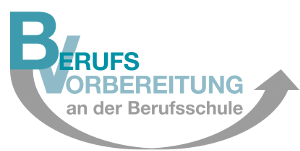 BERUFS
VORBEREITUNG
an der Berufsschule